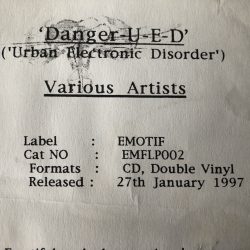 'Danger-U-E-D'
('Urban Electronic Disorder')
Various Artists
Label : EMOTIF
Cat NO : EMFLP002
Formats : CD, Double Vinyl
Released : 27th January 1997